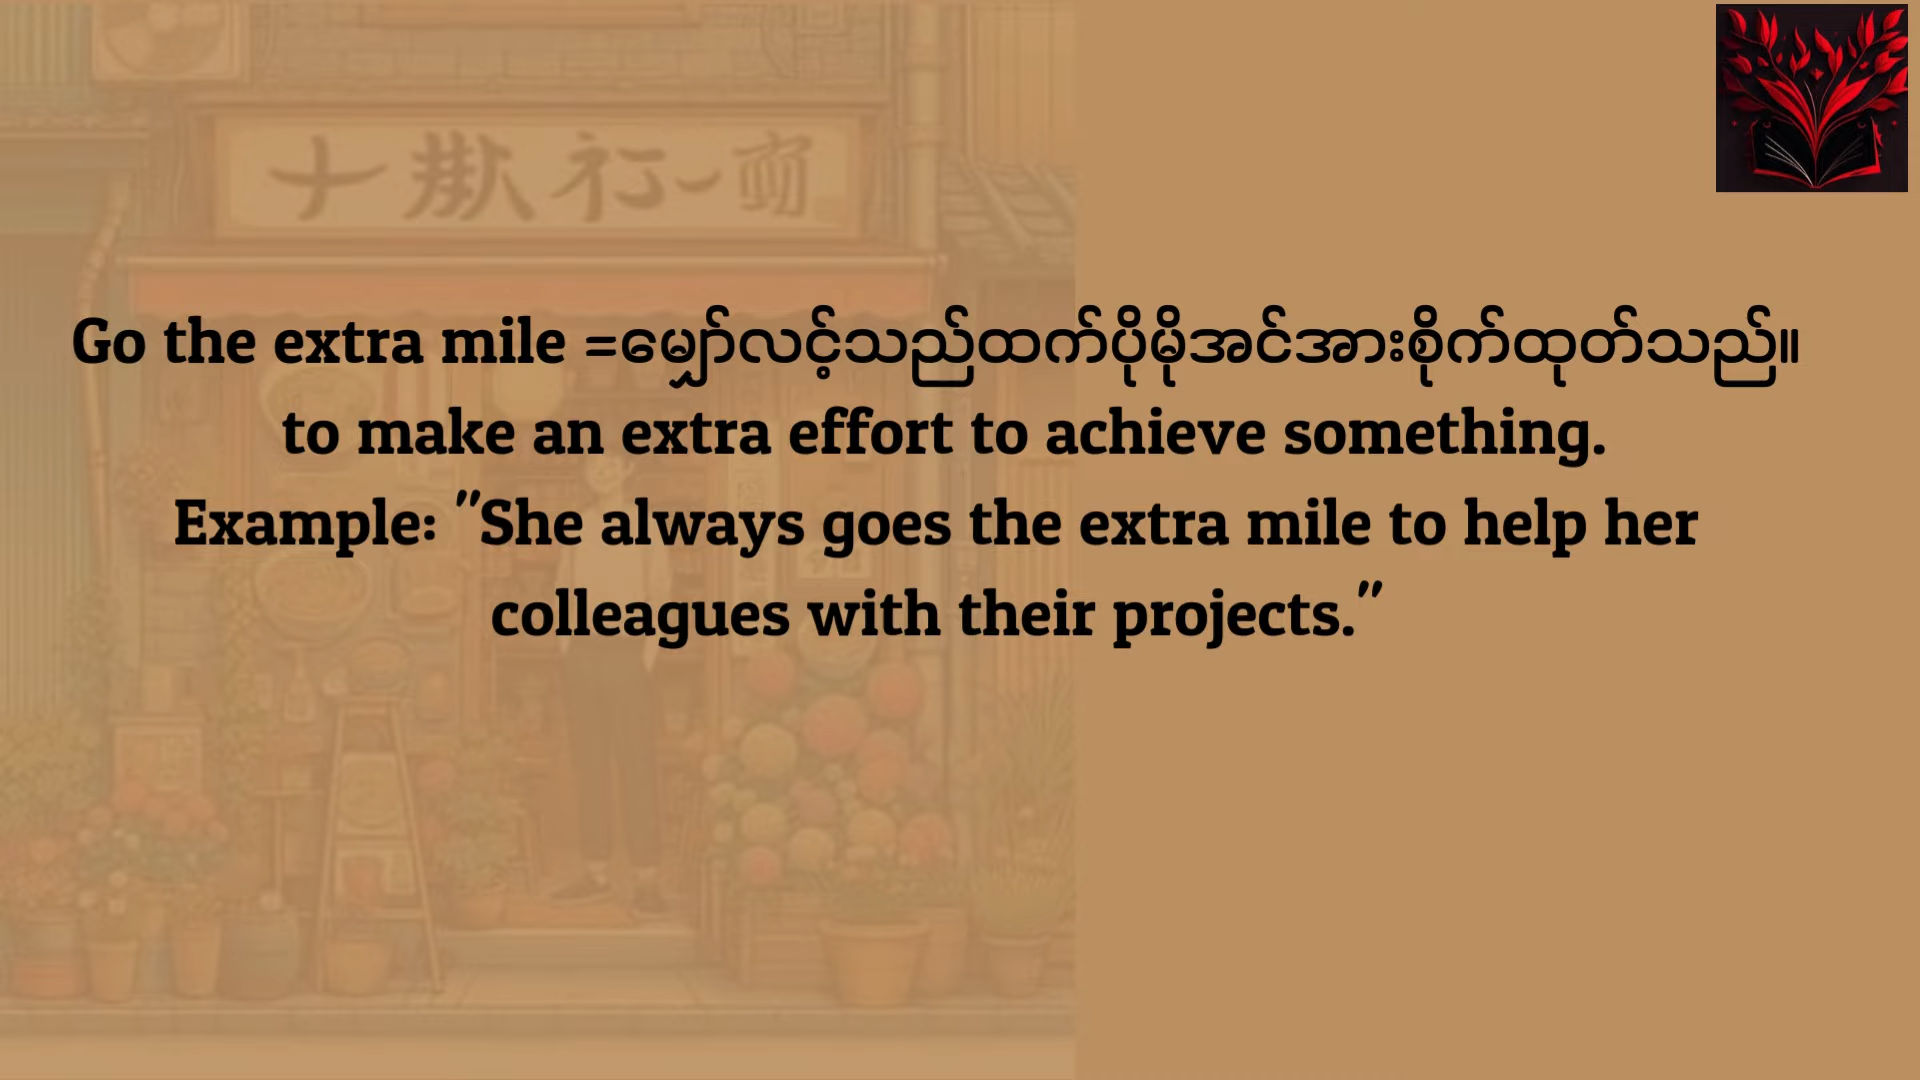 Go the extra mile =မျှော်လင့်သည်ထက်ပိုမိုအင်အားစိုက်ထုတ်သည်။
to make an extra effort to achieve something.
Example: "She always goes the extra mile to help her
colleagues with their projects."